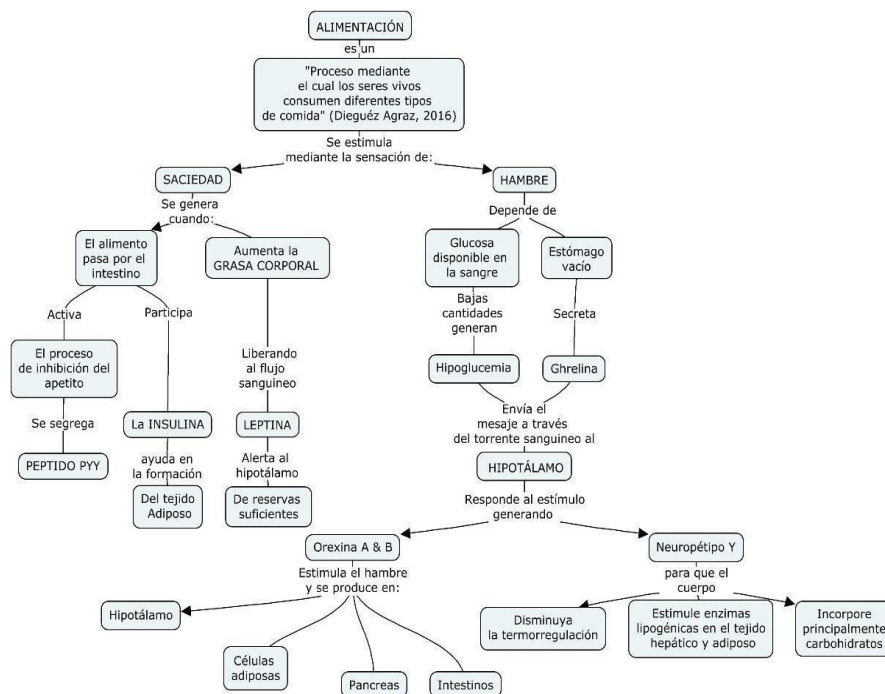 ALIMENTACIÓN
es un
"Proceso mediante
el cual los seres vivos
consumen diferentes tipos
de comida" (Dieguéz Agraz, 2016)
Se estimula
mediante la sensación de:
SACIEDAD
Se genera
cuando:
El alimento
pasa por el
intestino
Activa
El proceso
de inhibición del
apetito
Se segrega
PEPTIDO PYY
Participa
La INSULINA
ayuda en
la formación
Del tejido
Adiposo
Aumenta la
GRASA CORPORAL
Liberando
al flujo
sanguineo
LEPTINA
Alerta al
hipotálamo
De reservas
suficientes
HAMBRE
Depende de
Glucosa
disponible en
la sangre
Bajas
cantidades
generan
Hipoglucemia
Estómago
vacío
Secreta
Ghrelina
Envía el
mesaje a través
del torrente sanguineo al
HIPOTÁLAMO
Responde al estímulo
generando
Orexina A & B
Estimula el hambre
y se produce en:
Hipotálamo
Células
adiposas
Pancreas
Intestinos
Neuropétipo Y
para que el
cuerpo
Disminuya
la termorregulación
Estimule enzimas
lipogénicas en el tejido
hepático y adiposo
Incorpore
principalmente
carbohidratos